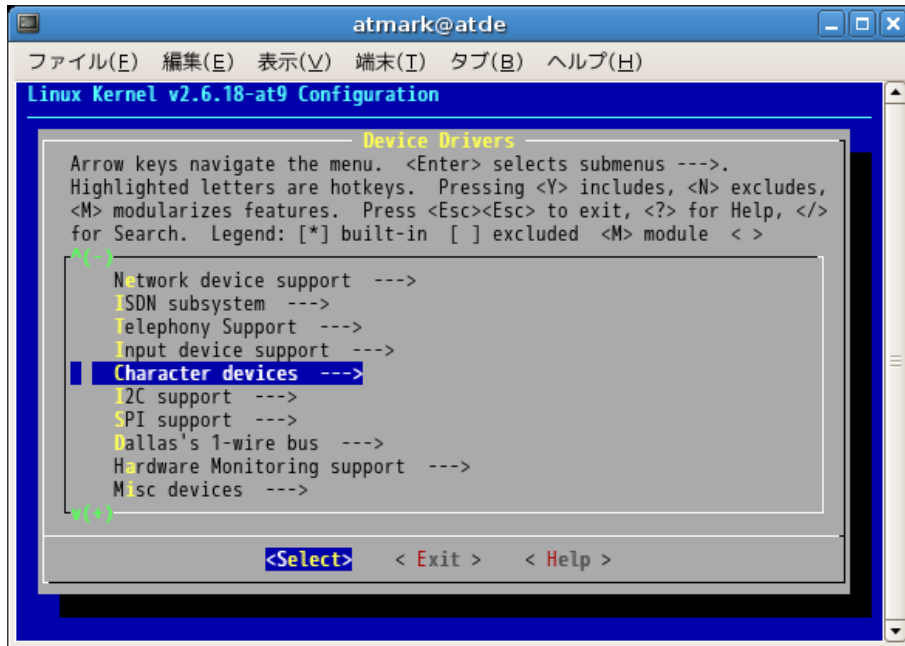 atmark@atde
ファイル(F) 編集(E) 表示(V) 端末(T) タブ(B) ヘルプ(H)
Linux Kernel v2.6.18-at9 Configuration
Device Drivers
Arrow keys navigate the menu.  <Enter> selects submenus --->.
Highlighted letters are hotkeys.  Pressing <Y> includes, <N> excludes,
<M> modularizes features.  Press <Esc><Esc> to exit, <?> for Help, </>
for Search.  Legend: [*] built-in  [ ] excluded  <M> module  < >
^(-)
Network device support  --->
ISDN subsystem  --->
Telephony Support  --->
Input device support  --->
Character devices  --->
I2C support  --->
SPI support  --->
Dallas's 1-wire bus  --->
Hardware Monitoring support  --->
Misc devices  --->
v(+)
<Select>    < Exit >    < Help >